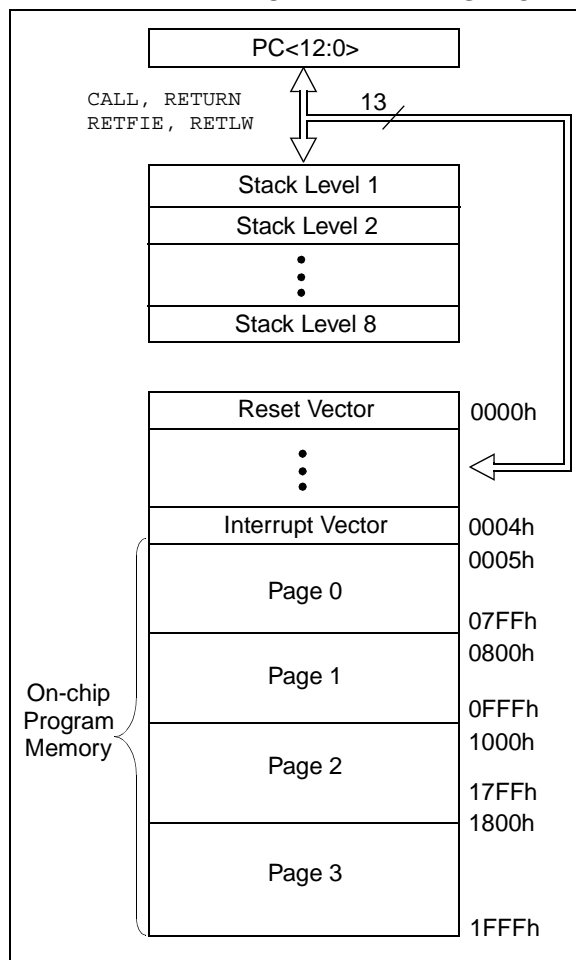 PC<12:0>
CALL, RETURN
RETFIE, RETLW
13
Stack Level 1
Stack Level 2
Stack Level 8
Reset Vector
0000h
Interrupt Vector
0004h
0005h
Page 0
07FFh
0800h
Page 1
0FFFh
On-chip
Program
Memory
1000h
Page 2
17FFh
1800h
Page 3
1FFFh